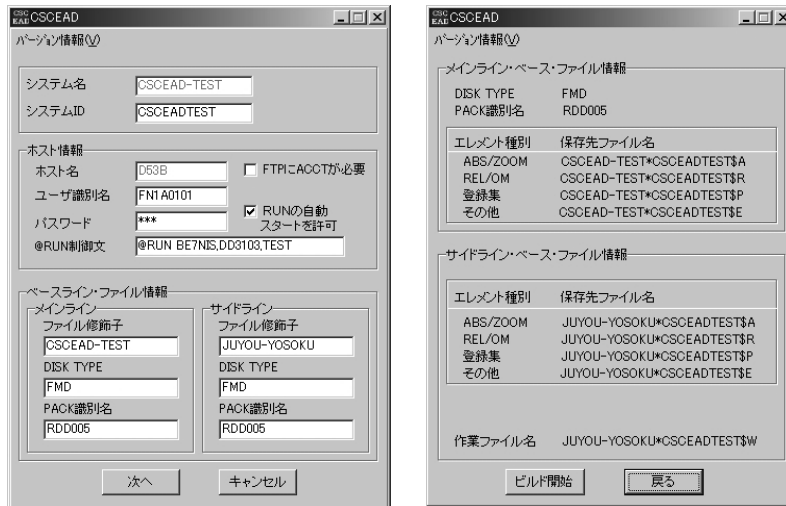 CSC EAD CSCEAD
バージョン情報(V)
システム名 CSCEAD-TEST
システムID CSCEADTEST
ホスト情報
ホスト名 D53B FTPにACCTが必要
ユーザ識別名 FN1A0101
パスワード *** RUNの自動
スタートを許可
@RUN制御文 @RUN BE7NIS,DD3103,TEST
ベースライン・ファイル情報
メインライン
ファイル修飾子
CSCEAD-TEST
DISK TYPE
FMD
PACK識別名
RDD005
サイドライン
ファイル修飾子
JUYOU-YOSOKU
DISK TYPE
FMD
PACK識別名
RDD005
次へ キャンセル
CSC EAD CSCEAD
バージョン情報(V)
メインライン・ベース・ファイル情報
DISK TYPE FMD
PACK識別名 RDD005
エレメント種別 保存先ファイル名
ABS/ZOOM CSCEAD-TEST*CSCEADTEST$A
REL/OM CSCEAD-TEST*CSCEADTEST$R
登録集 CSCEAD-TEST*CSCEADTEST$P
その他 CSCEAD-TEST*CSCEADTEST$E
サイドライン・ベース・ファイル情報
エレメント種別 保存先ファイル名
ABS/ZOOM JUYOU-YOSOKU*CSCEADTEST$A
REL/OM JUYOU-YOSOKU*CSCEADTEST$R
登録集 JUYOU-YOSOKU*CSCEADTEST$P
その他 JUYOU-YOSOKU*CSCEADTEST$E
作業ファイル名 JUYOU-YOSOKU*CSCEADTEST$W
ビルド開始 戻る